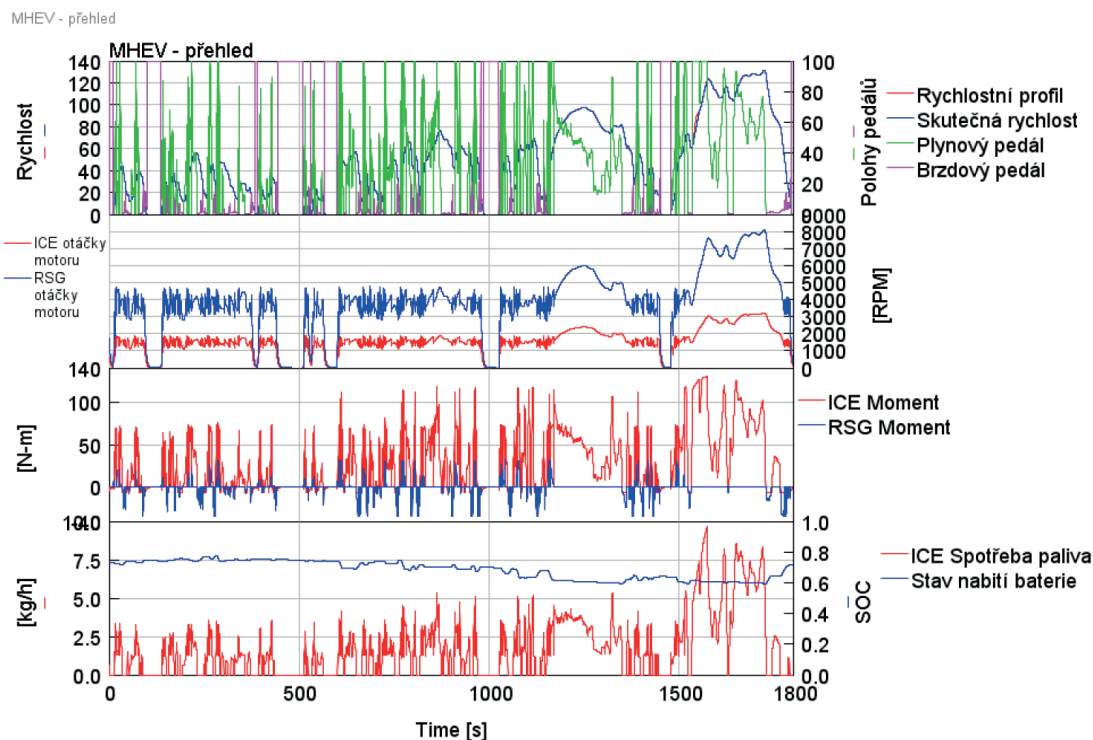 MHEV - přehled
MHEV - přehled
140
120
100
80
60
40
20
0
Rychlost
100
80
60
40
20
Polohy pedálů
Rychlostní profil
Skutečná rychlost
Plynový pedál
Brzdový pedál
ICE otáčky
motoru
RSG
otáčky
motoru
8000
7000
6000
5000
4000
3000
2000
1000
0
[RPM]
140
100
50
0
[N-m]
ICE Moment
RSG Moment
7.5
5.0
2.5
0.0
[kg/h]
1.0
0.8
0.6
0.4
0.2
0.0
SOC
ICE Spotřeba paliva
Stav nabití baterie
0
500
1000
1500
1800
Time [s]